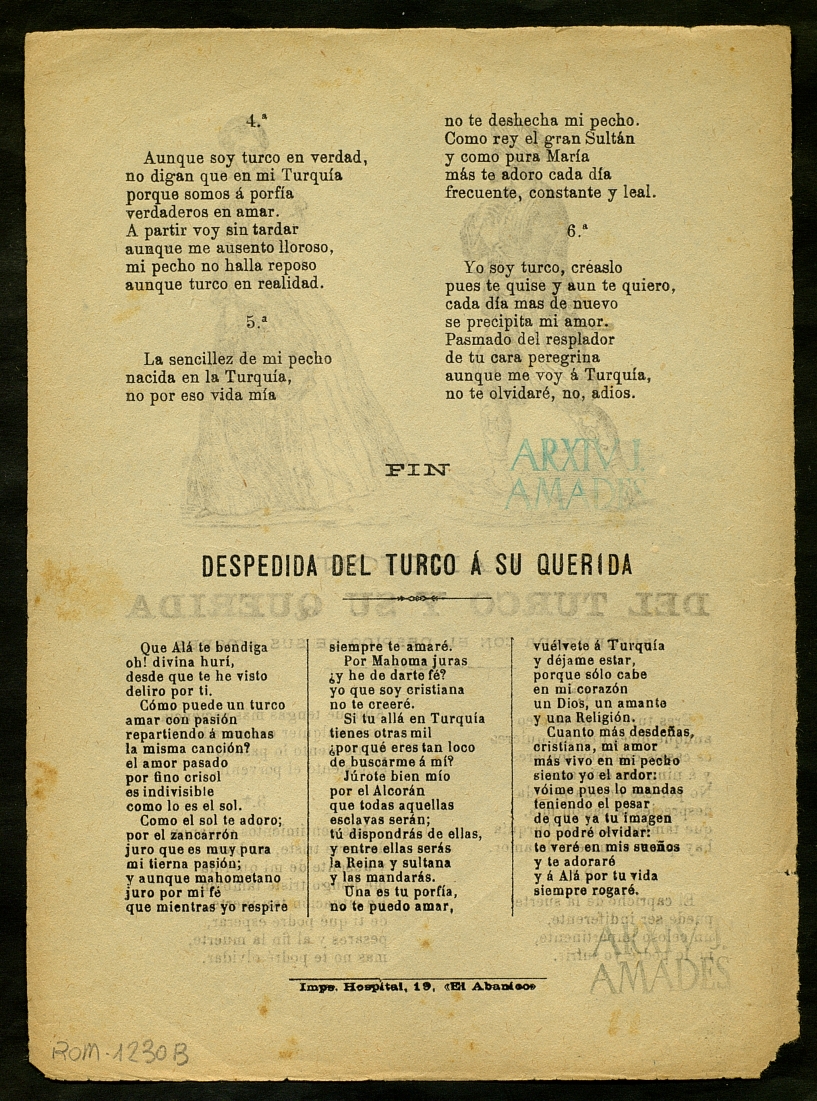 4.ª
Aunque soy turco en verdad,
no digan que en mi Turquía
porque somos á porfía
verdaderos en amar.
A partir voy sin tardar
aunque me ausento lloroso,
mi pecho no halla reposo
aunque turco en realidad.
5.ª
La sencillez de mi pecho
nacida en la Turquía,
no por eso vida mía
no te deshecha mi pecho.
Como rey el gran Sultán
y como pura María
más te adoro cada día
frecuente, constante y leal.
6.ª
Yo soy turco, créaslo
pues te quise y aun te quiero,
cada día mas de nuevo
se precipita mi amor.
Pasmado del resplador
de tu cara peregrina
aunque me voy á Turquía,
no te olvidaré, no, adios.
FIN
ARXIU J.
AMADES
DESPEDIDA DEL TURCO Á SU QUERIDA
Que Alá te bendiga
oh! divina hurí,
desde que te he visto
deliro por ti.
Cómo puede un turco
amar con pasión
repartiendo á muchas
la misma canción?
el amor pasado
por fino crisol
es indivisible
como lo es el sol.
Como el sol te adoro;
por el zancarrón
juro que es muy pura
mi tierna pasión;
y aunque mahometano
juro por mi fé
que mientras yo respire
siempre te amaré.
Por Mahoma juras
¿y he de darte fé?
yo que soy cristiana
no te creeré.
Si tu allá en Turquía
tienes otras mil
¿por qué eres tan loco
de buscarme á mí?
Júrote bien mío
por el Alcorán
que todas aquellas
esclavas serán;
tú dispondrás de ellas,
y entre ellas serás
la Reina y sultana
y las mandarás.
Una es tu porfía,
no te puedo amar,
vuélvete á Turquía
y déjame estar,
porque sólo cabe
en mi corazón
un Dios, un amante
y una Religión.
Cuanto más desdeñas,
cristiana, mi amor
más vivo en mi pecho
siento yo el ardor:
vóime pues lo mandas
teniendo el pesar
de que ya tu imagen
no podré olvidar:
te veré en mis sueños
y te adoraré
y á Alá por tu vida
siempre rogaré.
ARXIU J.
AMADES
Imps. Hospital, 19, «El Abanico»
ROM-1230B